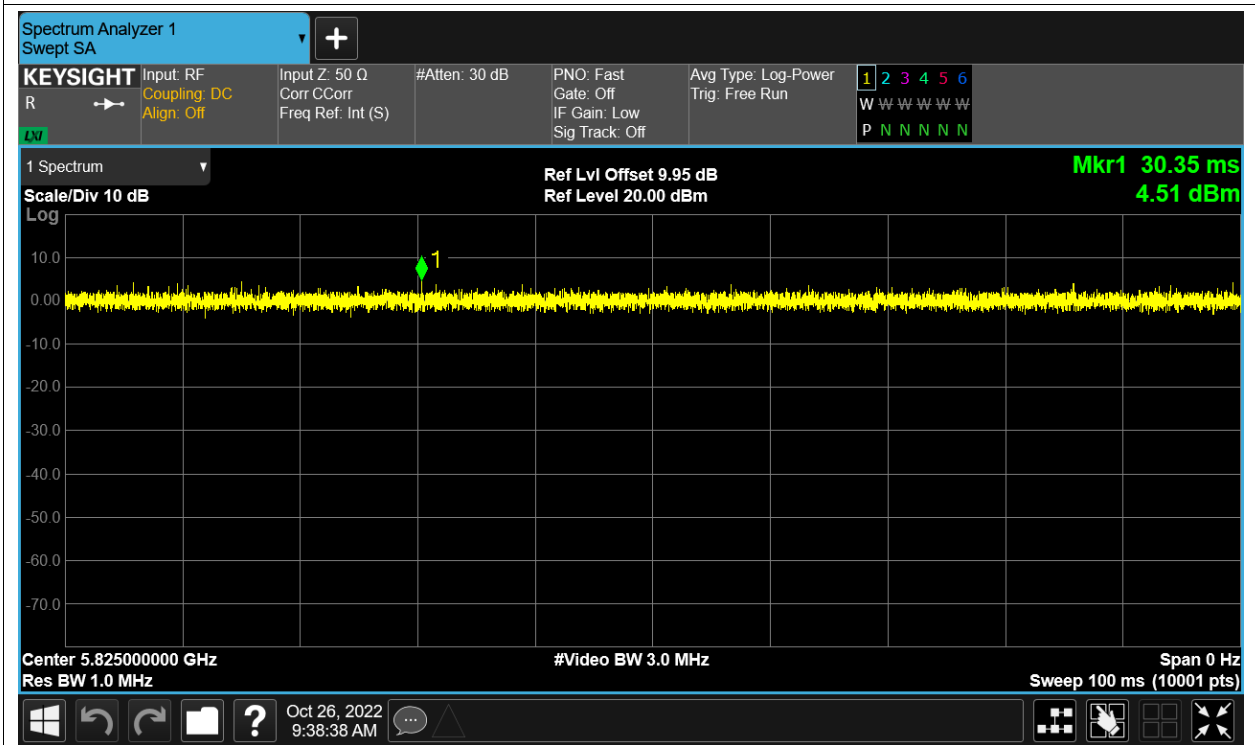 Spectrum Analyzer 1
Swept SA
▼
+
KEYSIGHT
R
LXI
Input: RF
Coupling: DC
Align: Off
Input Z: 50 Ω
Corr CCorr
Freq Ref: Int (S)
#Atten: 30 dB
PNO: Fast
Gate: Off
IF Gain: Low
Sig Track: Off
Avg Type: Log-Power
Trig: Free Run
1 2 3 4 5 6
W W W W W W
P N N N N N
1 Spectrum ▼
Scale/Div 10 dB
Ref Lvl Offset 9.95 dB
Ref Level 20.00 dBm
Mkr1 30.35 ms
4.51 dBm
Log
1
10.0
0.00
-10.0
-20.0
-30.0
-40.0
-50.0
-60.0
-70.0
Center 5.825000000 GHz
Res BW 1.0 MHz
#Video BW 3.0 MHz
Span 0 Hz
Sweep 100 ms (10001 pts)
?
Oct 26, 2022
9:38:38 AM